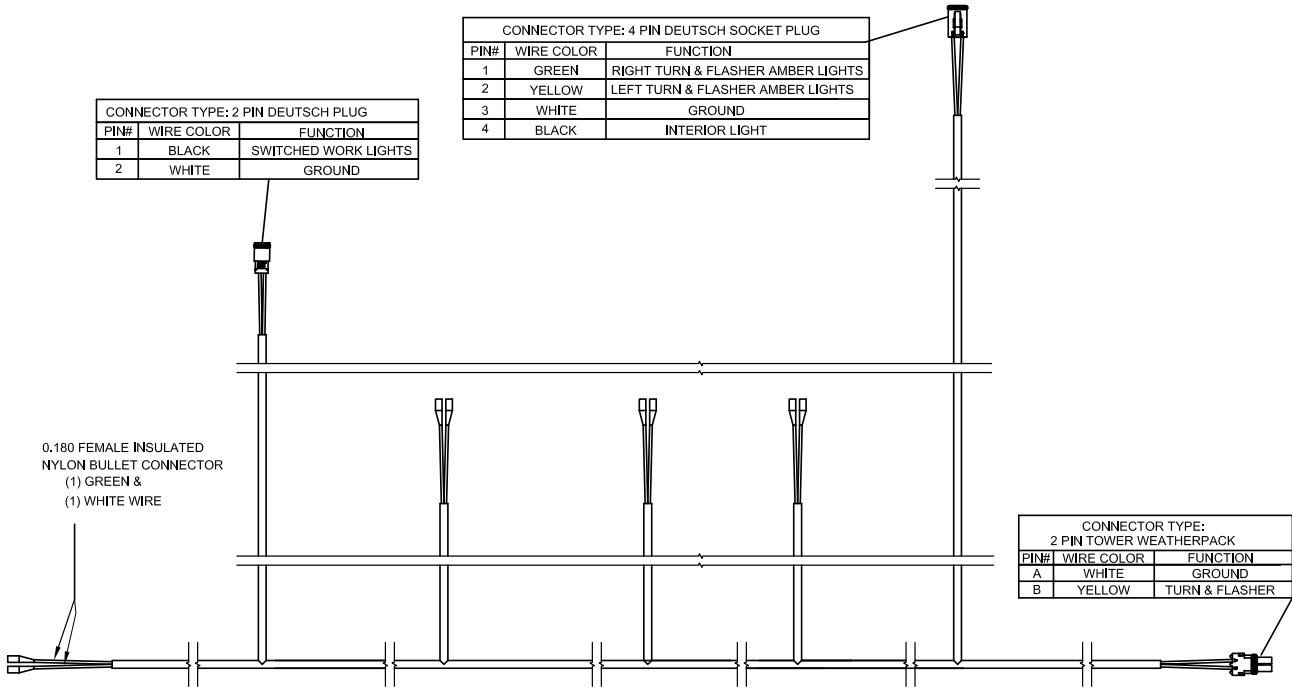 CONNECTOR TYPE: 4 PIN DEUTSCH SOCKET PLUG
PIN# WIRE COLOR FUNCTION
1 GREEN RIGHT TURN & FLASHER AMBER LIGHTS
2 YELLOW LEFT TURN & FLASHER AMBER LIGHTS
3 WHITE GROUND
4 BLACK INTERIOR LIGHT
CONNECTOR TYPE: 2 PIN DEUTSCH PLUG
PIN# WIRE COLOR FUNCTION
1 BLACK SWITCHED WORK LIGHTS
2 WHITE GROUND
0.180 FEMALE INSULATED
NYLON BULLET CONNECTOR
(1) GREEN &
(1) WHITE WIRE
CONNECTOR TYPE:
2 PIN TOWER WEATHERPACK
PIN# WIRE COLOR FUNCTION
A WHITE GROUND
B YELLOW TURN & FLASHER